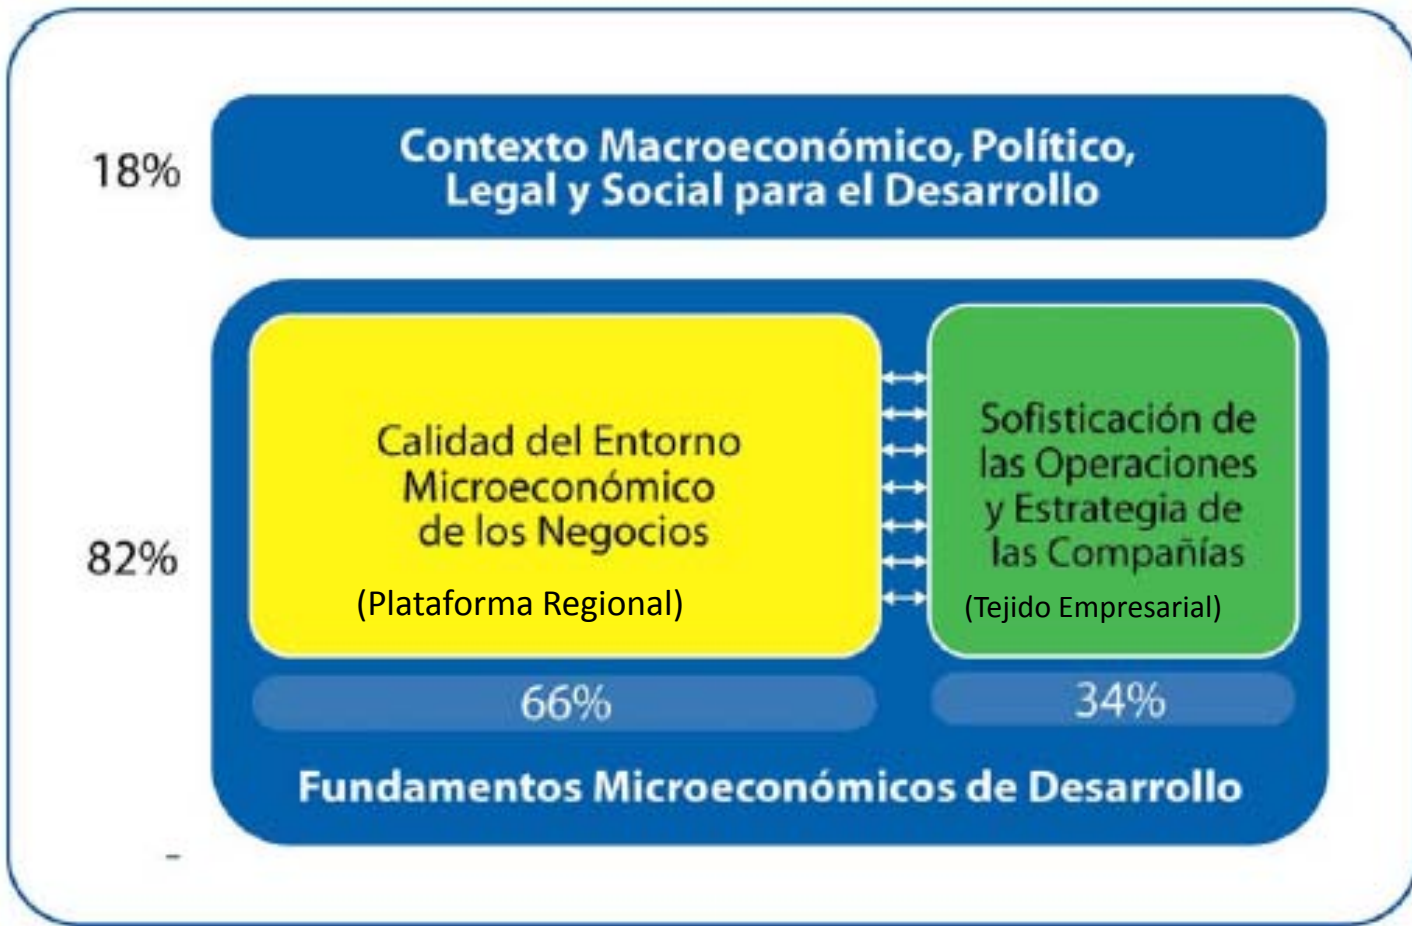 18%
Contexto Macroeconómico, Político,
Legal y Social para el Desarrollo
82%
Calidad del Entorno
Microeconómico
de los Negocios
(Plataforma Regional)
66%
Sofisticación de
las Operaciones
y Estrategia de
las Compañías
(Tejido Empresarial)
34%
Fundamentos Microeconómicos de Desarrollo
–